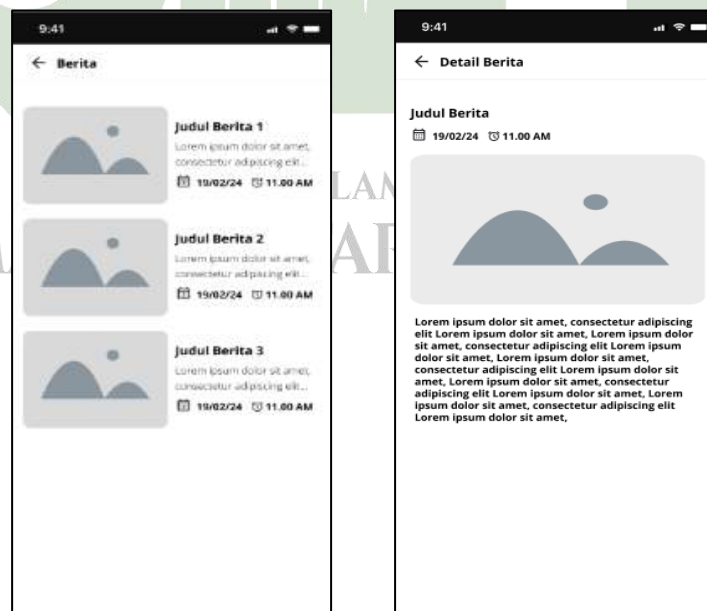 9:41
Berita
Judul Berita 1
Lorem ipsum dolor sit amet,
consectetur adipiscing elit...
19/02/24 11.00 AM
Judul Berita 2
Lorem ipsum dolor sit amet,
consectetur adipiscing elit...
19/02/24 11.00 AM
Judul Berita 3
Lorem ipsum dolor sit amet,
consectetur adipiscing elit...
19/02/24 11.00 AM
9:41
Detail Berita
Judul Berita
19/02/24 11.00 AM
Lorem ipsum dolor sit amet, consectetur adipiscing
elit Lorem ipsum dolor sit amet, Lorem ipsum dolor
sit amet, consectetur adipiscing elit Lorem ipsum
dolor sit amet, Lorem ipsum dolor sit amet,
consectetur adipiscing elit Lorem ipsum dolor sit
amet, Lorem ipsum dolor sit amet, consectetur
adipiscing elit Lorem ipsum dolor sit amet, Lorem
ipsum dolor sit amet, consectetur adipiscing elit
Lorem ipsum dolor sit amet,